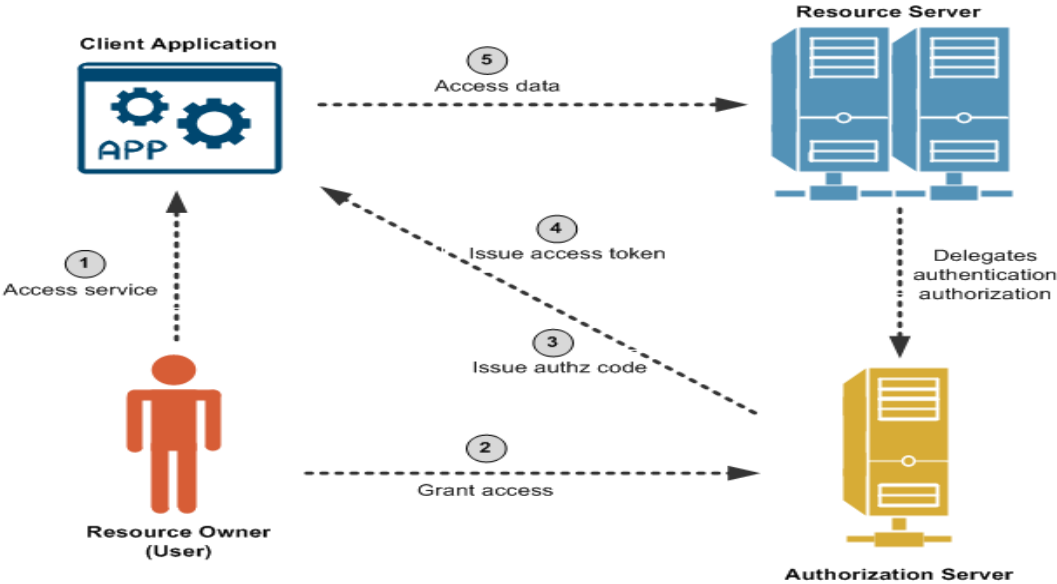 Resource Server
Client Application
5
Access data
APP
4
Issue access token
1
Access service
Delegates
authentication
authorization
3
Issue authz code
2
Grant access
Resource Owner
(User)
Authorization Server